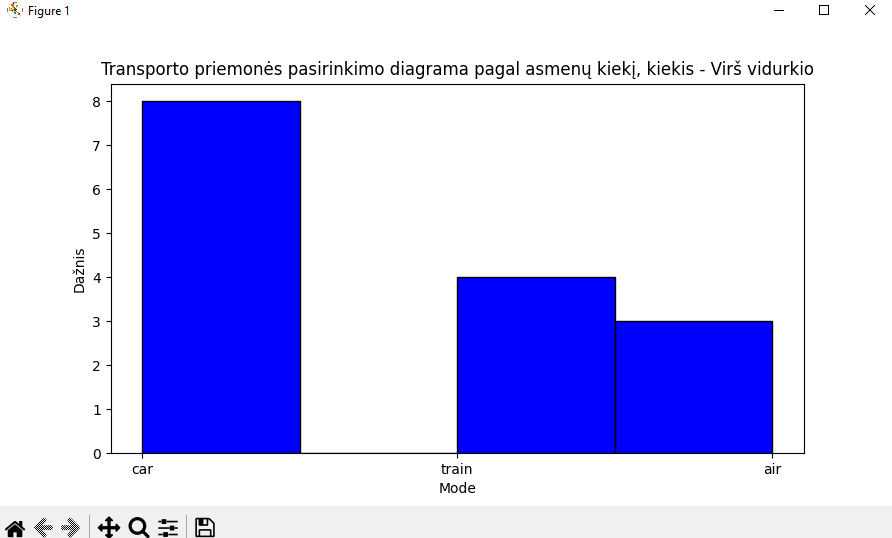 Figure 1
Transporto priemonės pasirinkimo diagrama pagal asmenų kiekį, kiekis - Virš vidurkio
8
7
6
5
4
3
2
1
0
Dažnis
car train air
Mode